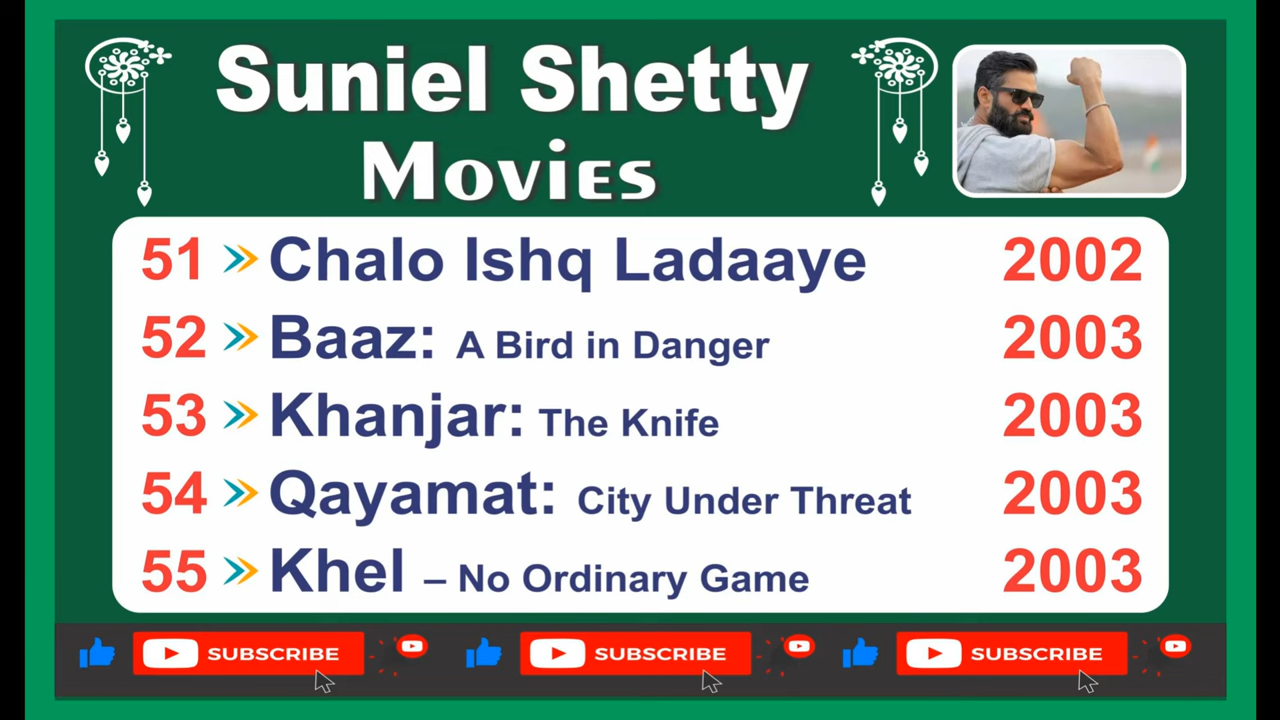 Suniel Shetty
Movies
51 Chalo Ishq Ladaaye 2002
52 Baaz: A Bird in Danger 2003
53 Khanjar: The Knife 2003
54 Qayamat: City Under Threat 2003
55 Khel – No Ordinary Game 2003
SUBSCRIBE SUBSCRIBE SUBSCRIBE